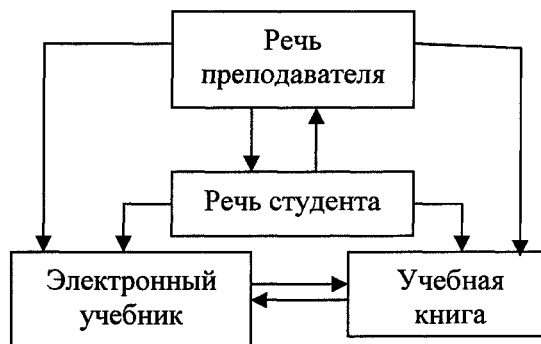 Речь
преподавателя
Речь студента
Электронный
учебник
Учебная
книга